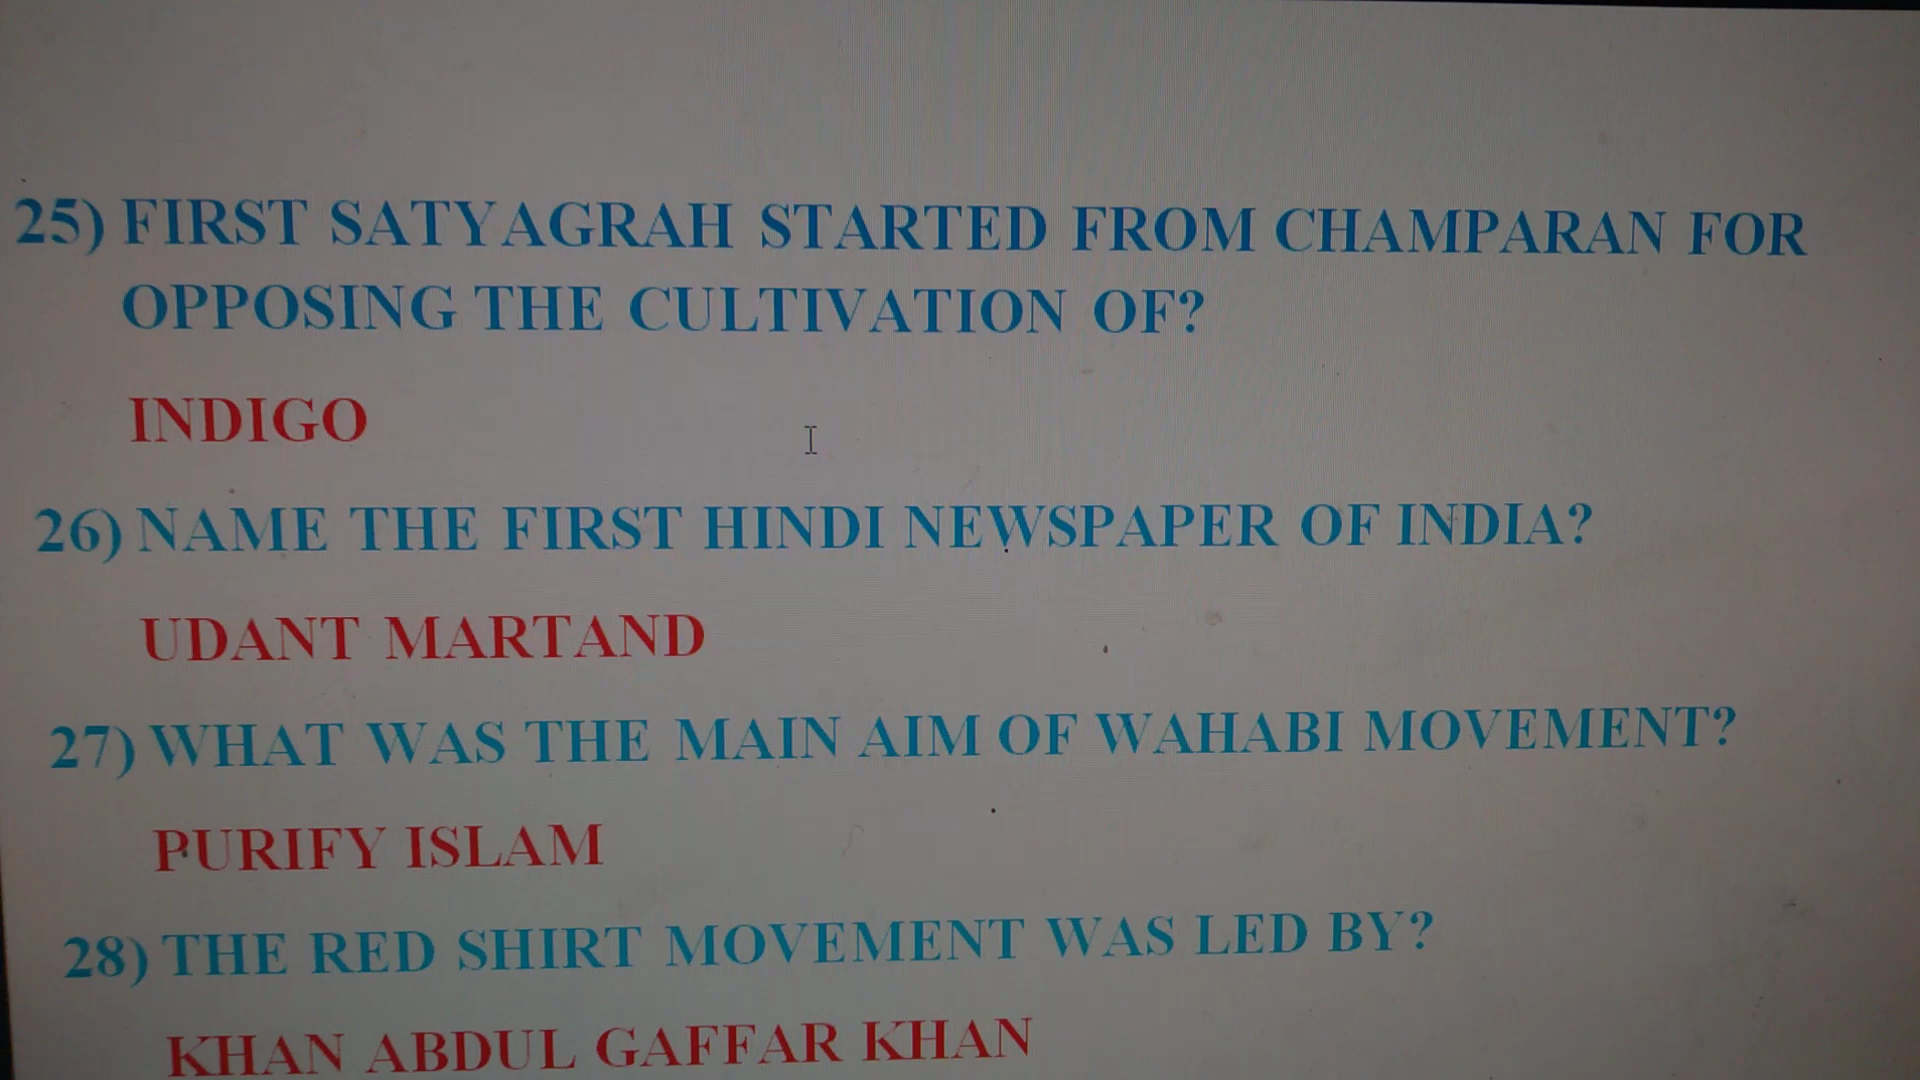 25) FIRST SATYAGRAH STARTED FROM CHAMPARAN FOR
OPPOSING THE CULTIVATION OF?
INDIGO
26) NAME THE FIRST HINDI NEWSPAPER OF INDIA?
UDANT MARTAND
27) WHAT WAS THE MAIN AIM OF WAHABI MOVEMENT?
PURIFY ISLAM
28) THE RED SHIRT MOVEMENT WAS LED BY?
KHAN ABDUL GAFFAR KHAN